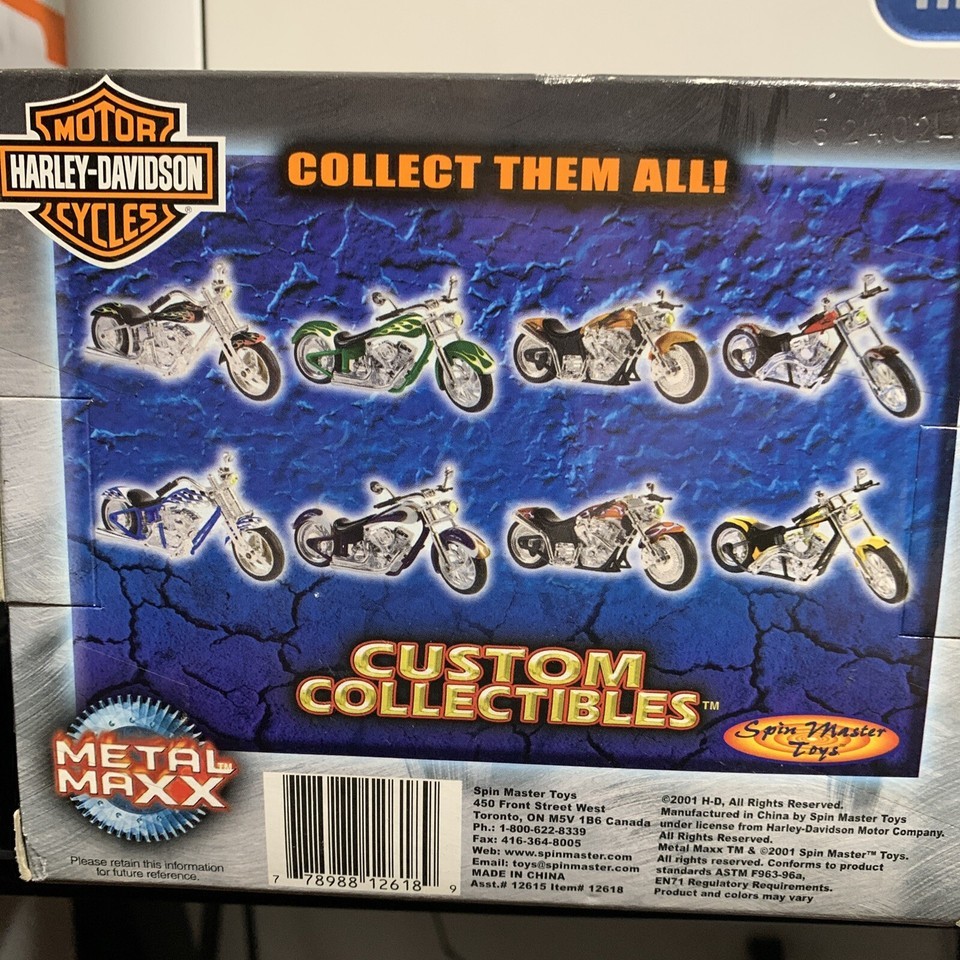 MOTOR
HARLEY-DAVIDSON
CYCLES
®
COLLECT THEM ALL!
CUSTOM
COLLECTIBLES™
Spin Master
Toys
METAL
MAXX™
Please retain this information
for future reference.
7 78988 12618 9
Spin Master Toys
450 Front Street West
Toronto, ON M5V 1B6 Canada
Ph.: 1-800-622-8339
Fax: 416-364-8005
Web: www.spinmaster.com
Email: toys@spinmaster.com
MADE IN CHINA
Asst.# 12615 Item# 12618
©2001 H-D, All Rights Reserved.
Manufactured in China by Spin Master Toys
under license from Harley-Davidson Motor Company.
All Rights Reserved.
Metal Maxx TM & ©2001 Spin Master™ Toys.
All rights reserved. Conforms to product
standards ASTM F963-96a,
EN71 Regulatory Requirements.
Product and colors may vary